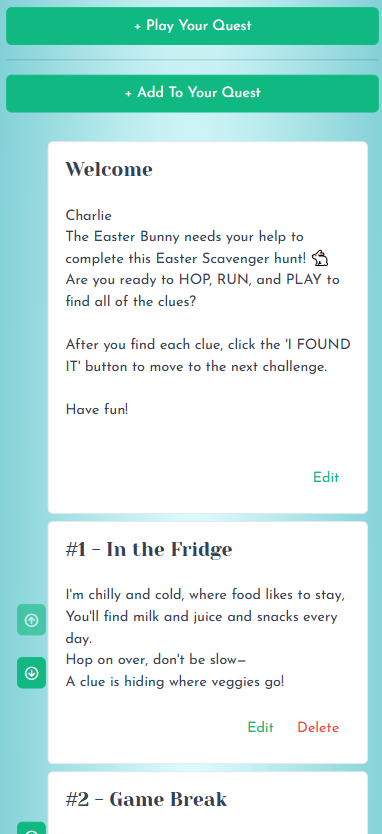 + Play Your Quest
+ Add To Your Quest
Welcome
Charlie
The Easter Bunny needs your help to
complete this Easter Scavenger hunt! 🐇
Are you ready to HOP, RUN, and PLAY to
find all of the clues?
After you find each clue, click the 'I FOUND
IT' button to move to the next challenge.
Have fun!
Edit
#1 - In the Fridge
I'm chilly and cold, where food likes to stay,
You'll find milk and juice and snacks every
day.
Hop on over, don't be slow—
A clue is hiding where veggies go!
Edit Delete
#2 - Game Break